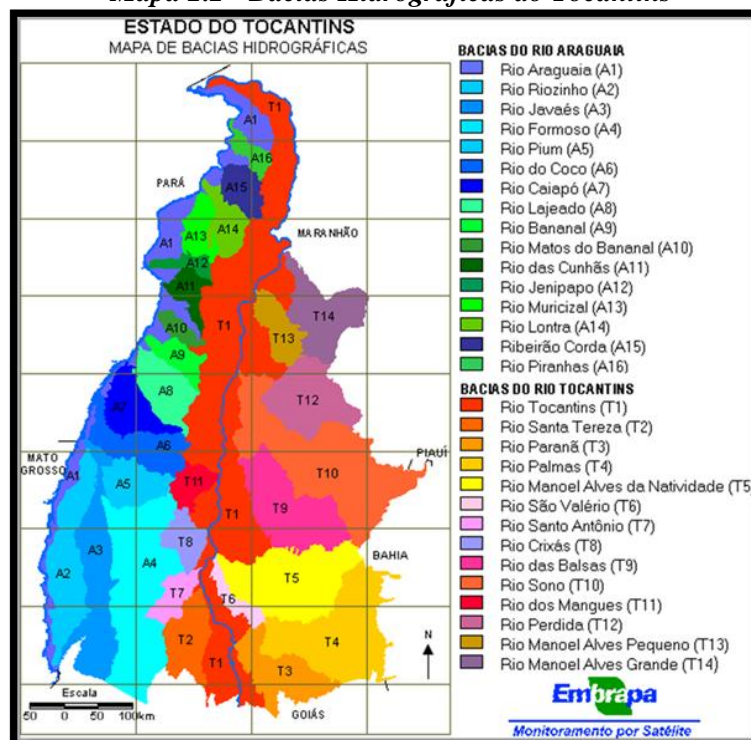 Mapa 1.1 - Bacias Hidrográficas do Tocantins
ESTADO DO TOCANTINS
MAPA DE BACIAS HIDROGRÁFICAS
T1
A1
A16
PARÁ
A15
MARANHÃO
A13
A14
A1
A12
A11
T14
A10
T1
T13
A9
A8
A7
T12
MATO
GROSSO
A6
PIAUÍ
A1
A5
T11
T10
T9
T1
A3
A4
T8
BAHIA
A2
T5
T7
T6
T2
T4
T1
T3
N
Escala
50 0 50 100km
GOIÁS
BACIAS DO RIO ARAGUAIA
Rio Araguaia (A1)
Rio Riozinho (A2)
Rio Javaés (A3)
Rio Formoso (A4)
Rio Pium (A5)
Rio do Coco (A6)
Rio Caiapó (A7)
Rio Lajeado (A8)
Rio Bananal (A9)
Rio Matos do Bananal (A10)
Rio das Cunhãs (A11)
Rio Jenipapo (A12)
Rio Muricizal (A13)
Rio Lontra (A14)
Ribeirão Corda (A15)
Rio Piranhas (A16)
BACIAS DO RIO TOCANTINS
Rio Tocantins (T1)
Rio Santa Tereza (T2)
Rio Paranã (T3)
Rio Palmas (T4)
Rio Manoel Alves da Natividade (T5
Rio São Valério (T6)
Rio Santo Antônio (T7)
Rio Crixás (T8)
Rio das Balsas (T9)
Rio Sono (T10)
Rio dos Mangues (T11)
Rio Perdida (T12)
Rio Manoel Alves Pequeno (T13)
Rio Manoel Alves Grande (T14)
Embrapa
Monitoramento por Satélite